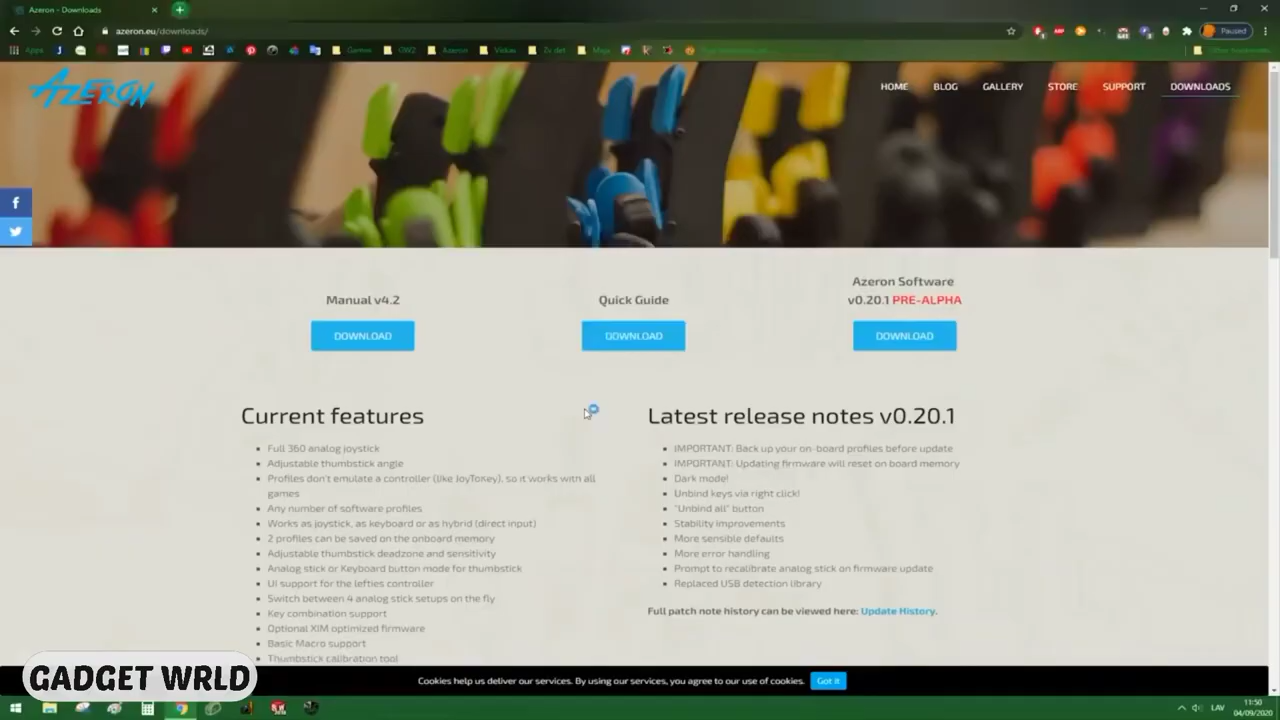 Azeron - Downloads
azeron.eu/downloads/
Paused
Apps
Games
GW2
Azeron
AZERON
HOME BLOG GALLERY STORE SUPPORT DOWNLOADS
Manual v4.2
DOWNLOAD
Quick Guide
DOWNLOAD
Azeron Software
v0.20.1 PRE-ALPHA
DOWNLOAD
Current features
Full 360 analog joystick
Adjustable thumbstick angle
Profiles don't emulate a controller (like JoyToKey), so it works with all
games
Any number of software profiles
Works as joystick, as keyboard or as hybrid (direct input)
2 profiles can be saved on the onboard memory
Adjustable thumbstick deadzone and sensitivity
Analog stick or Keyboard button mode for thumbstick
UI support for the lefties controller
Switch between 4 analog stick setups on the fly
Key combination support
Optional XIM optimized firmware
Basic Macro support
Thumbstick calibration tool
Latest release notes v0.20.1
IMPORTANT: Back up your on-board profiles before update
IMPORTANT: Updating firmware will reset on board memory
Dark mode!
Unbind keys via right click!
"Unbind all" button
Stability improvements
More sensible defaults
More error handling
Prompt to recalibrate analog stick on firmware update
Replaced USB detection library
Full patch note history can be viewed here: Update History.
Cookies help us deliver our services. By using our services, you agree to our use of cookies. Got it
GADGET WRLD
LAV
11:50
04/09/2020